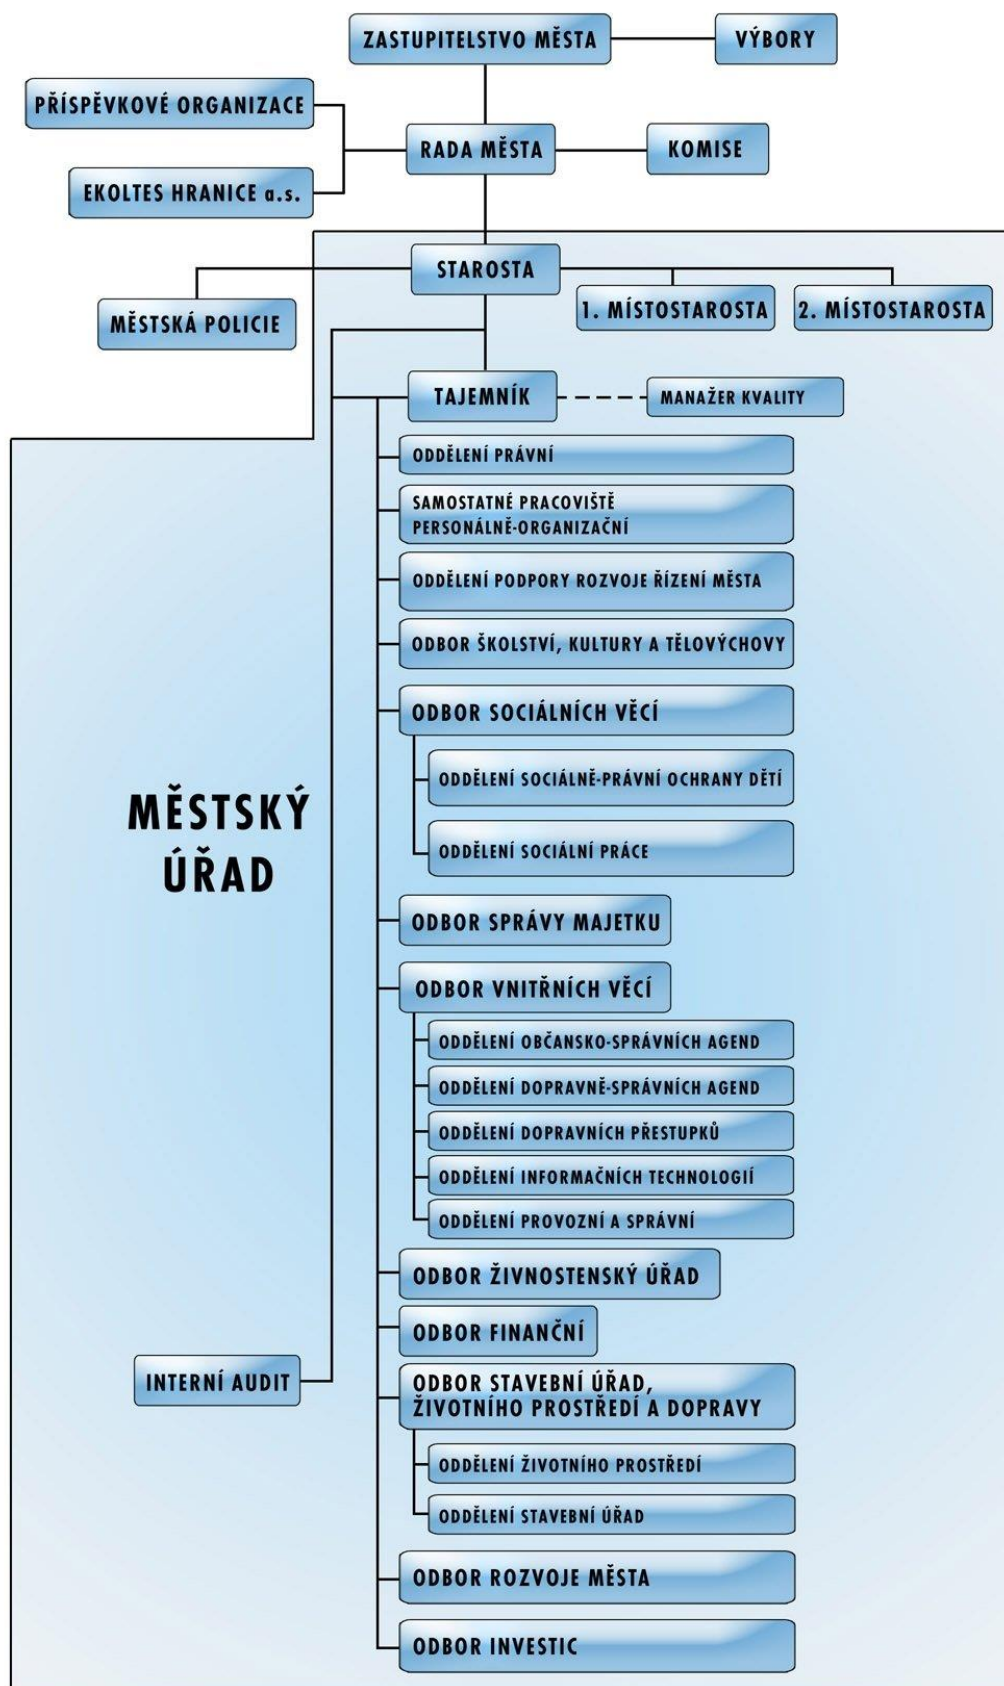 ZASTUPITELSTVO MĚSTA
VÝBORY
PŘÍSPĚVKOVÉ ORGANIZACE
RADA MĚSTA
KOMISE
EKOLTES HRANICE a.s.
STAROSTA
MĚSTSKÁ POLICIE
1. MÍSTOSTAROSTA
2. MÍSTOSTAROSTA
TAJEMNÍK
MANAŽER KVALITY
ODDĚLENÍ PRÁVNÍ
SAMOSTATNÉ PRACOVIŠTĚ
PERSONÁLNĚ-ORGANIZAČNÍ
ODDĚLENÍ PODPORY ROZVOJE ŘÍZENÍ MĚSTA
ODBOR ŠKOLSTVÍ, KULTURY A TĚLOVÝCHOVY
ODBOR SOCIÁLNÍCH VĚCÍ
ODDĚLENÍ SOCIÁLNĚ-PRÁVNÍ OCHRANY DĚTÍ
ODDĚLENÍ SOCIÁLNÍ PRÁCE
MĚSTSKÝ
ÚŘAD
ODBOR SPRÁVY MAJETKU
ODBOR VNITŘNÍCH VĚCÍ
ODDĚLENÍ OBČANSKO-SPRÁVNÍCH AGEND
ODDĚLENÍ DOPRAVNĚ-SPRÁVNÍCH AGEND
ODDĚLENÍ DOPRAVNÍCH PŘESTUPKŮ
ODDĚLENÍ INFORMAČNÍCH TECHNOLOGIÍ
ODDĚLENÍ PROVOZNÍ A SPRÁVNÍ
ODBOR ŽIVNOSTENSKÝ ÚŘAD
ODBOR FINANČNÍ
INTERNÍ AUDIT
ODBOR STAVEBNÍ ÚŘAD,
ŽIVOTNÍHO PROSTŘEDÍ A DOPRAVY
ODDĚLENÍ ŽIVOTNÍHO PROSTŘEDÍ
ODDĚLENÍ STAVEBNÍ ÚŘAD
ODBOR ROZVOJE MĚSTA
ODBOR INVESTIC